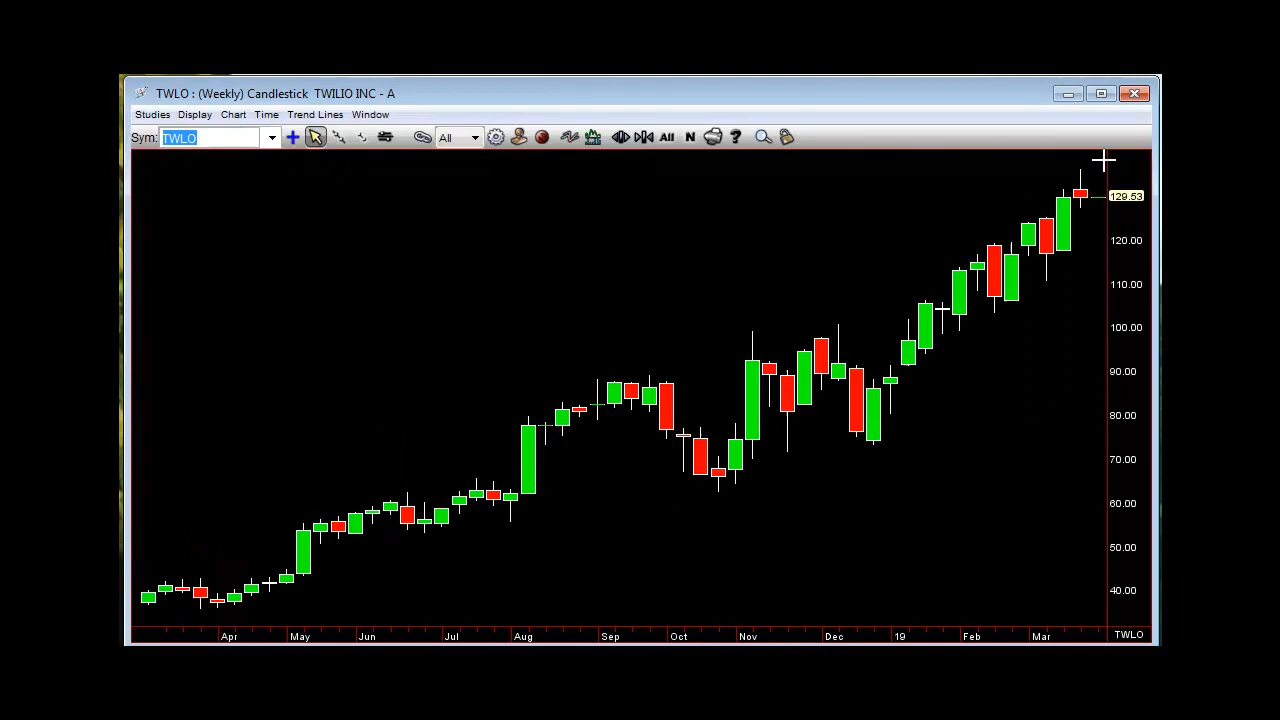 TWLO : (Weekly) Candlestick TWILIO INC - A
Studies Display Chart Time Trend Lines Window
Sym: TWLO All All N ?
129.53
120.00
110.00
100.00
90.00
80.00
70.00
60.00
50.00
40.00
Apr May Jun Jul Aug Sep Oct Nov Dec 19 Feb Mar TWLO